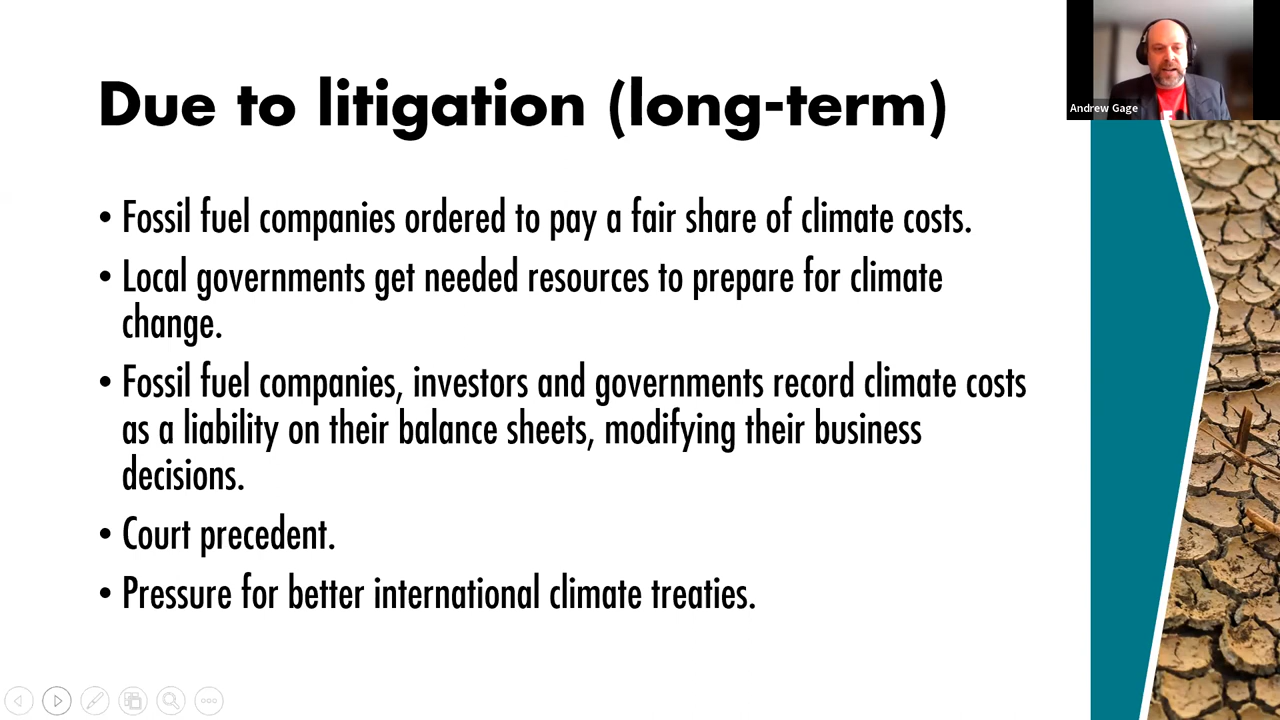 Due to litigation (long-term)
• Fossil fuel companies ordered to pay a fair share of climate costs.
• Local governments get needed resources to prepare for climate
change.
• Fossil fuel companies, investors and governments record climate costs
as a liability on their balance sheets, modifying their business
decisions.
• Court precedent.
• Pressure for better international climate treaties.
Andrew Gage